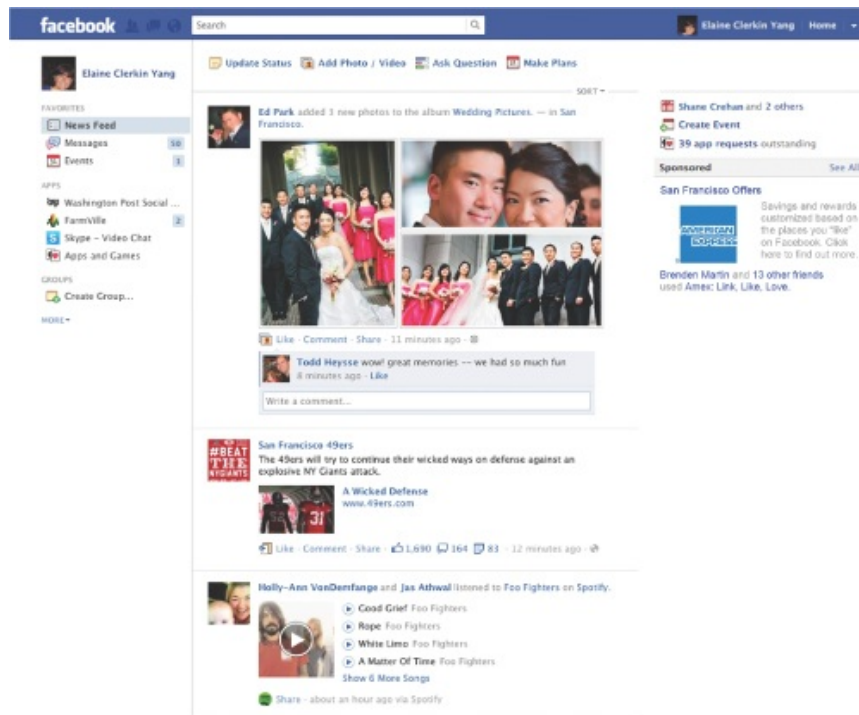 facebook
Search
Elaine Clerkin Yang Home
Elaine Clerkin Yang
FAVORITES
News Feed
Messages 10
Events 1
APPS
Washington Post Social ...
FarmVille 2
Skype - Video Chat
Apps and Games
GROUPS
Create Group...
MORE
Update Status Add Photo / Video Ask Question Make Plans
SORT
Ed Park added 3 new photos to the album Wedding Pictures. — in San
Francisco.
Like · Comment · Share · 11 minutes ago ·
Todd Heysse wow! great memories -- we had so much fun
8 minutes ago · Like
Write a comment...
#BEAT
THE
NYGIANTS
San Francisco 49ers
The 49ers will try to continue their wicked ways on defense against an
explosive NY Giants attack.
31
A Wicked Defense
www.49ers.com
Like · Comment · Share · 1,690 164 83 · 12 minutes ago ·
Holly-Ann VonDemfange and Jas Athwal listened to Foo Fighters on Spotify.
Good Grief Foo Fighters
Rope Foo Fighters
White Limo Foo Fighters
A Matter Of Time Foo Fighters
Show 6 More Songs
Share · about an hour ago via Spotify
Shane Crehan and 2 others
Create Event
39 app requests outstanding
Sponsored See All
San Francisco Offers
AMERICAN
EXPRESS
Savings and rewards
customized based on
the places you "like"
on Facebook. Click
here to find out more.
Brenden Martin and 13 other friends
used Amex: Link, Like, Love.